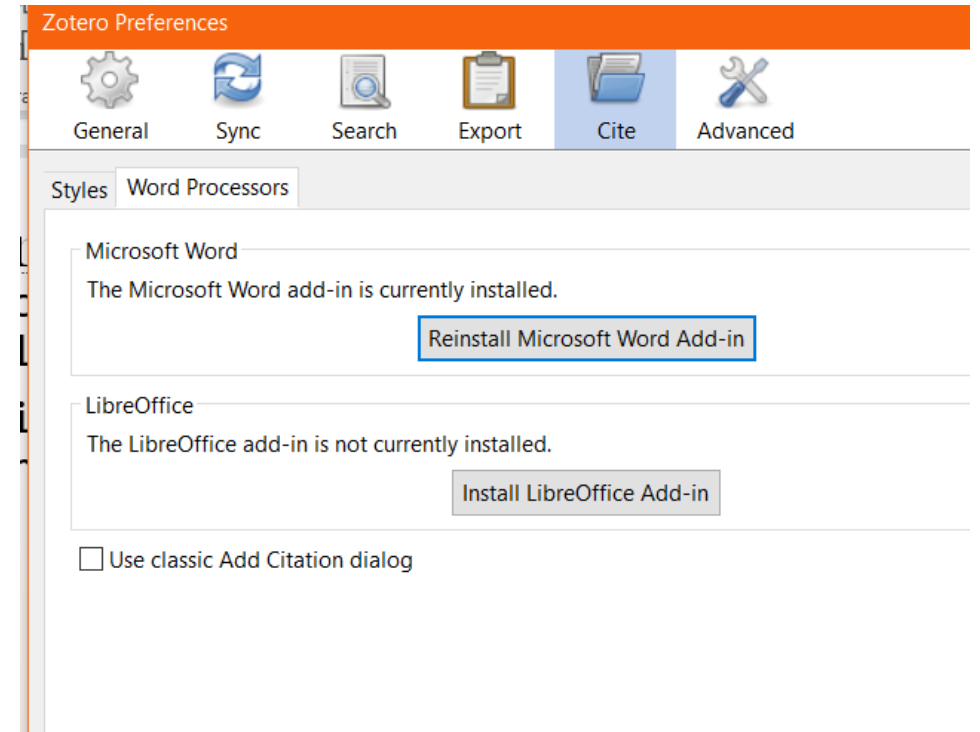 Zotero Preferences
General Sync Search Export Cite Advanced
Styles Word Processors
Microsoft Word
The Microsoft Word add-in is currently installed.
Reinstall Microsoft Word Add-in
LibreOffice
The LibreOffice add-in is not currently installed.
Install LibreOffice Add-in
Use classic Add Citation dialog